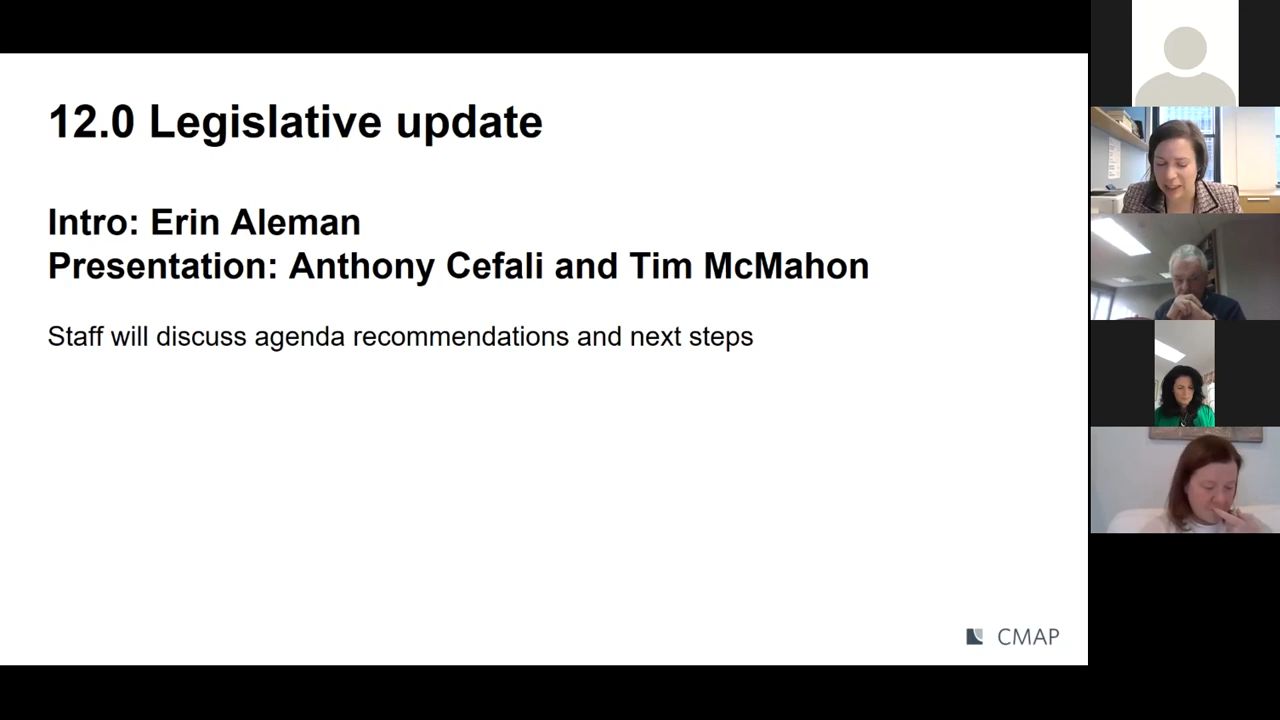 12.0 Legislative update
Intro: Erin Aleman
Presentation: Anthony Cefali and Tim McMahon
Staff will discuss agenda recommendations and next steps
CMAP